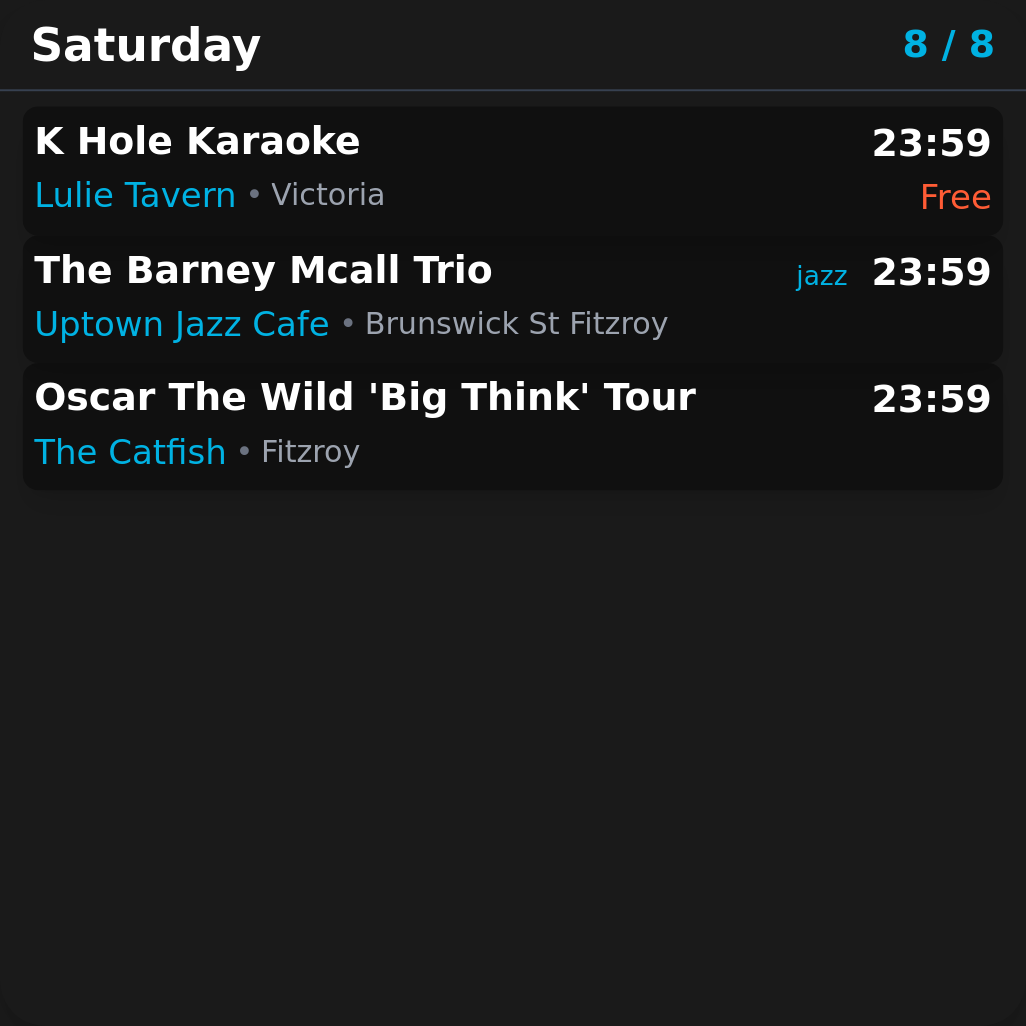 Saturday 8 / 8
K Hole Karaoke 23:59
Lulie Tavern • Victoria Free
The Barney Mcall Trio jazz 23:59
Uptown Jazz Cafe • Brunswick St Fitzroy
Oscar The Wild 'Big Think' Tour 23:59
The Catfish • Fitzroy